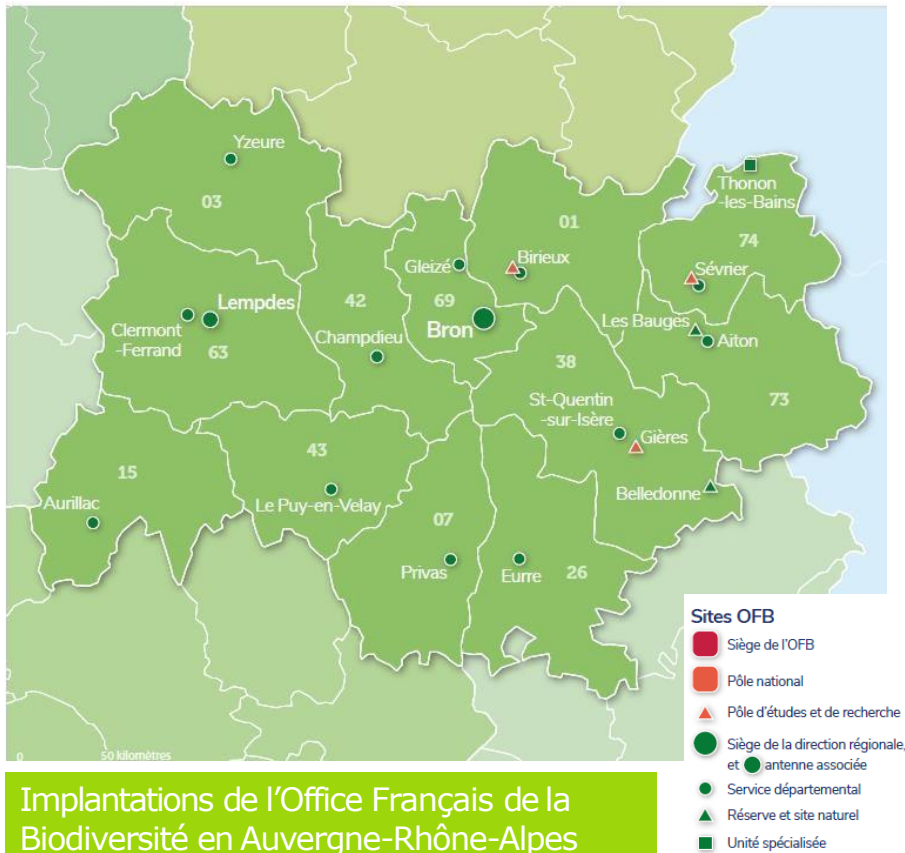 Yzeure
03
Thonon
-les-Bains
01
74
Gleizé
Birieux
Sévrier
42
69
Lempdes
Bron
Les Bauges
Clermont
-Ferrand
63
Champdieu
Aiton
38
73
St-Quentin
-sur-Isère
Gières
15
43
Belledonne
Aurillac
Le Puy-en-Velay
07
Privas
Eurre
26
0
50 kilomètres
Sites OFB
Siège de l'OFB
Pôle national
Pôle d'études et de recherche
Siège de la direction régionale,
et antenne associée
Service départemental
Réserve et site naturel
Unité spécialisée
Implantations de l'Office Français de la
Biodiversité en Auvergne-Rhône-Alpes